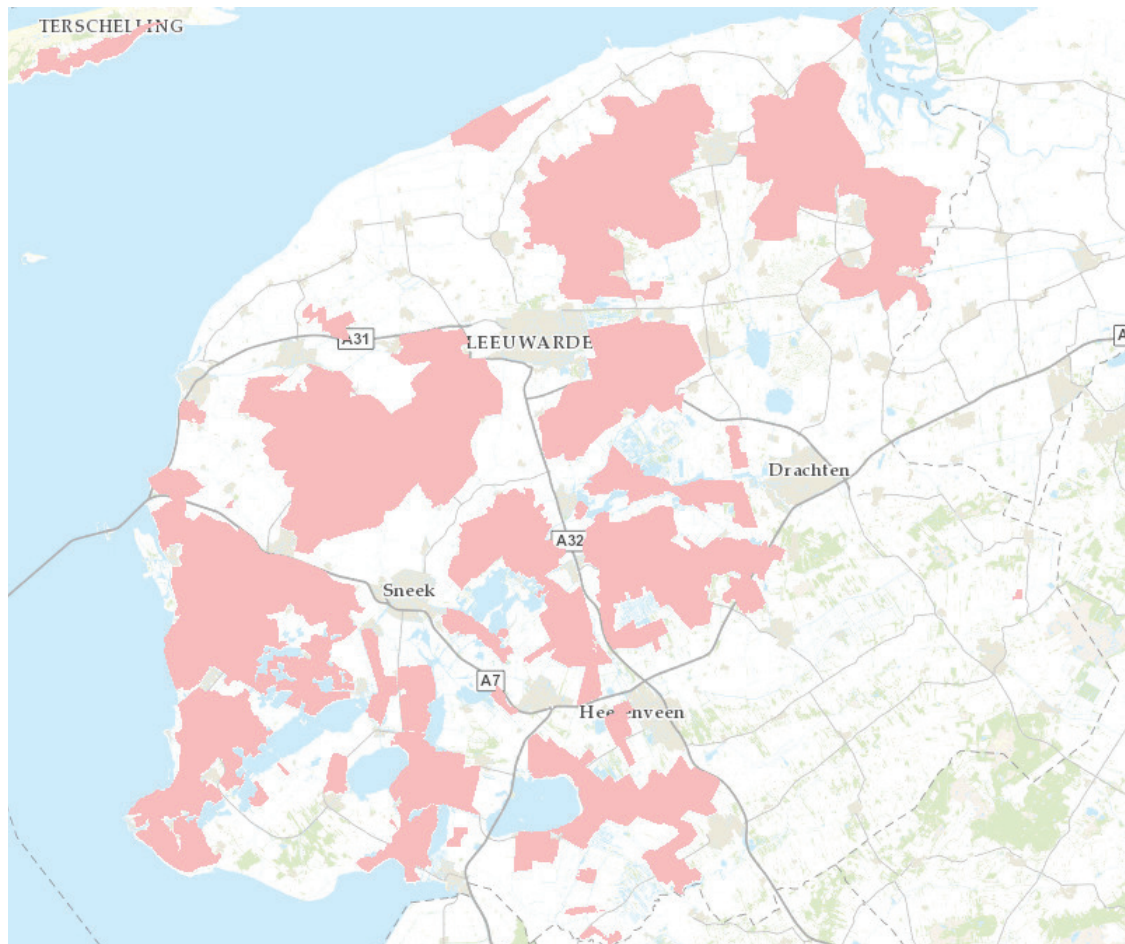 TERSCHELLING
A31
LEEUWARDE
Drachten
A32
Sneek
A7
Heerenveen
A